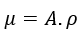 μ = A.ρ